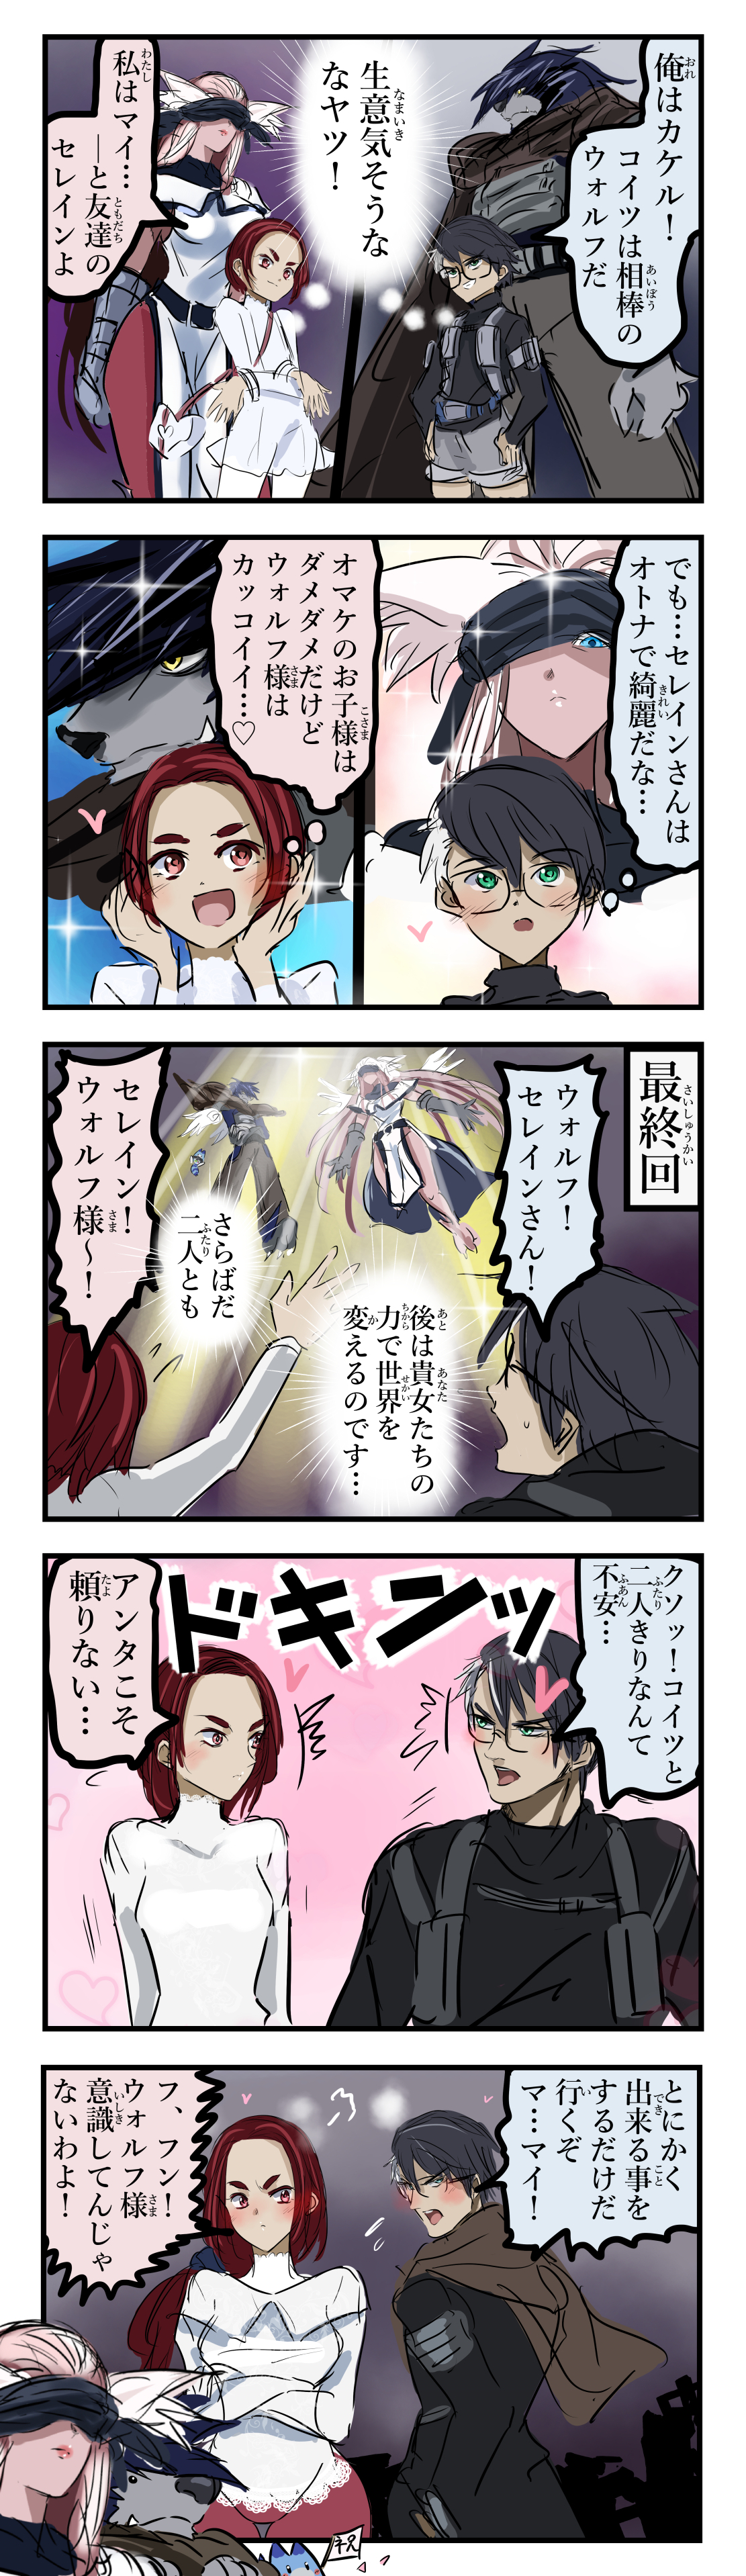 俺はカケル！
コイツは相棒の
ウォルフだ
生意気そうな
なヤツ！
私はマイ…
―と友達の
セレインよ
でも…セレインさんは
オトナで綺麗だな…
オマケのお子様は
ダメダメだけど
ウォルフ様は
カッコイイ…♡
最終回
ウォルフ！
セレインさん！
後は貴女たちの
力で世界を
変えるのです…
さらばだ
二人とも
セレイン！
ウォルフ様～！
クソッ！コイツと
二人きりなんて
不安…
ドキンッ
アンタこそ
頼りない…
とにかく
出来る事を
するだけだ
行くぞ
マ…マイ！
フ、フン！
ウォルフ様
意識してんじゃ
ないわよ！
祝